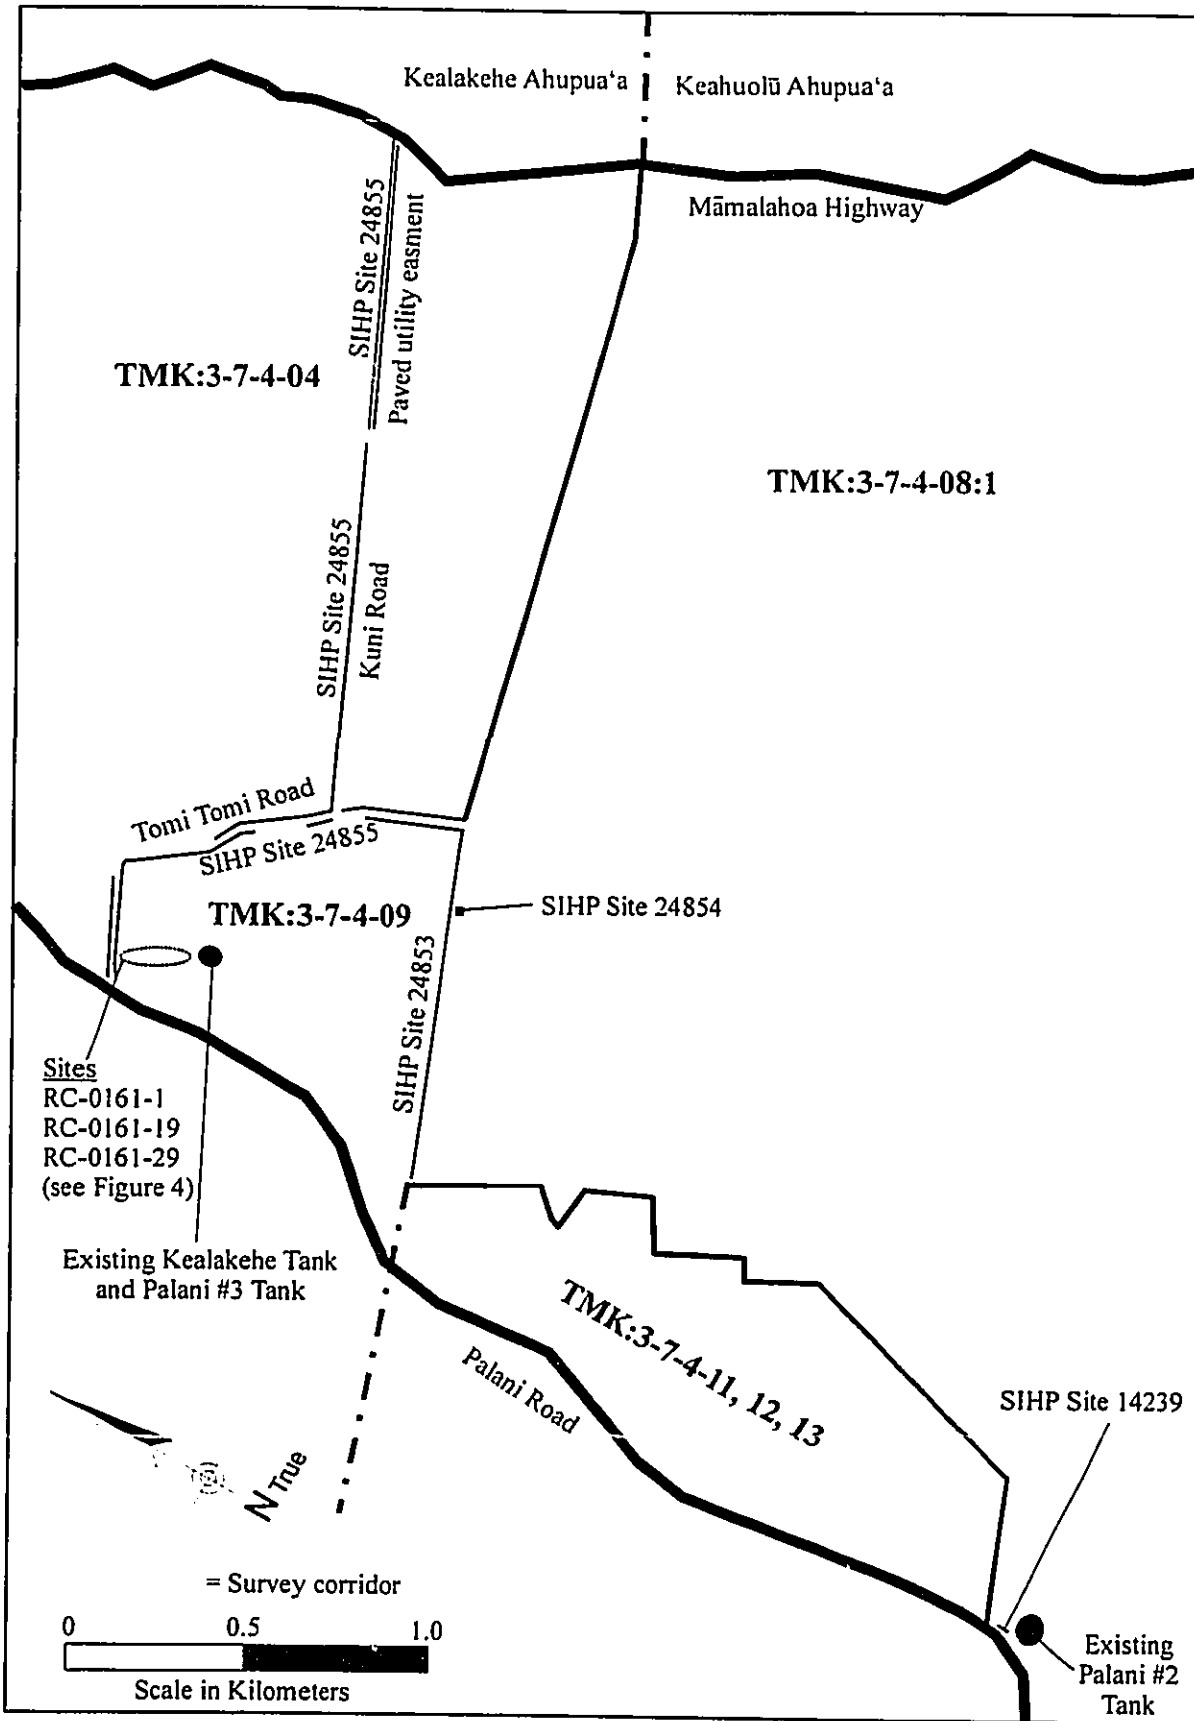 Kealakehe Ahupua‘a
Keahuolū Ahupua‘a
Māmalahoa Highway
SIHP Site 24855
Paved utility easment
TMK:3-7-4-04
TMK:3-7-4-08:1
SIHP Site 24855
Kuni Road
Tomi Tomi Road
SIHP Site 24855
TMK:3-7-4-09
SIHP Site 24854
SIHP Site 24853
Sites
RC-0161-1
RC-0161-19
RC-0161-29
(see Figure 4)
Existing Kealakehe Tank
and Palani #3 Tank
TMK:3-7-4-11, 12, 13
Palani Road
SIHP Site 14239
N True
= Survey corridor
0 0.5 1.0
Scale in Kilometers
Existing
Palani #2
Tank